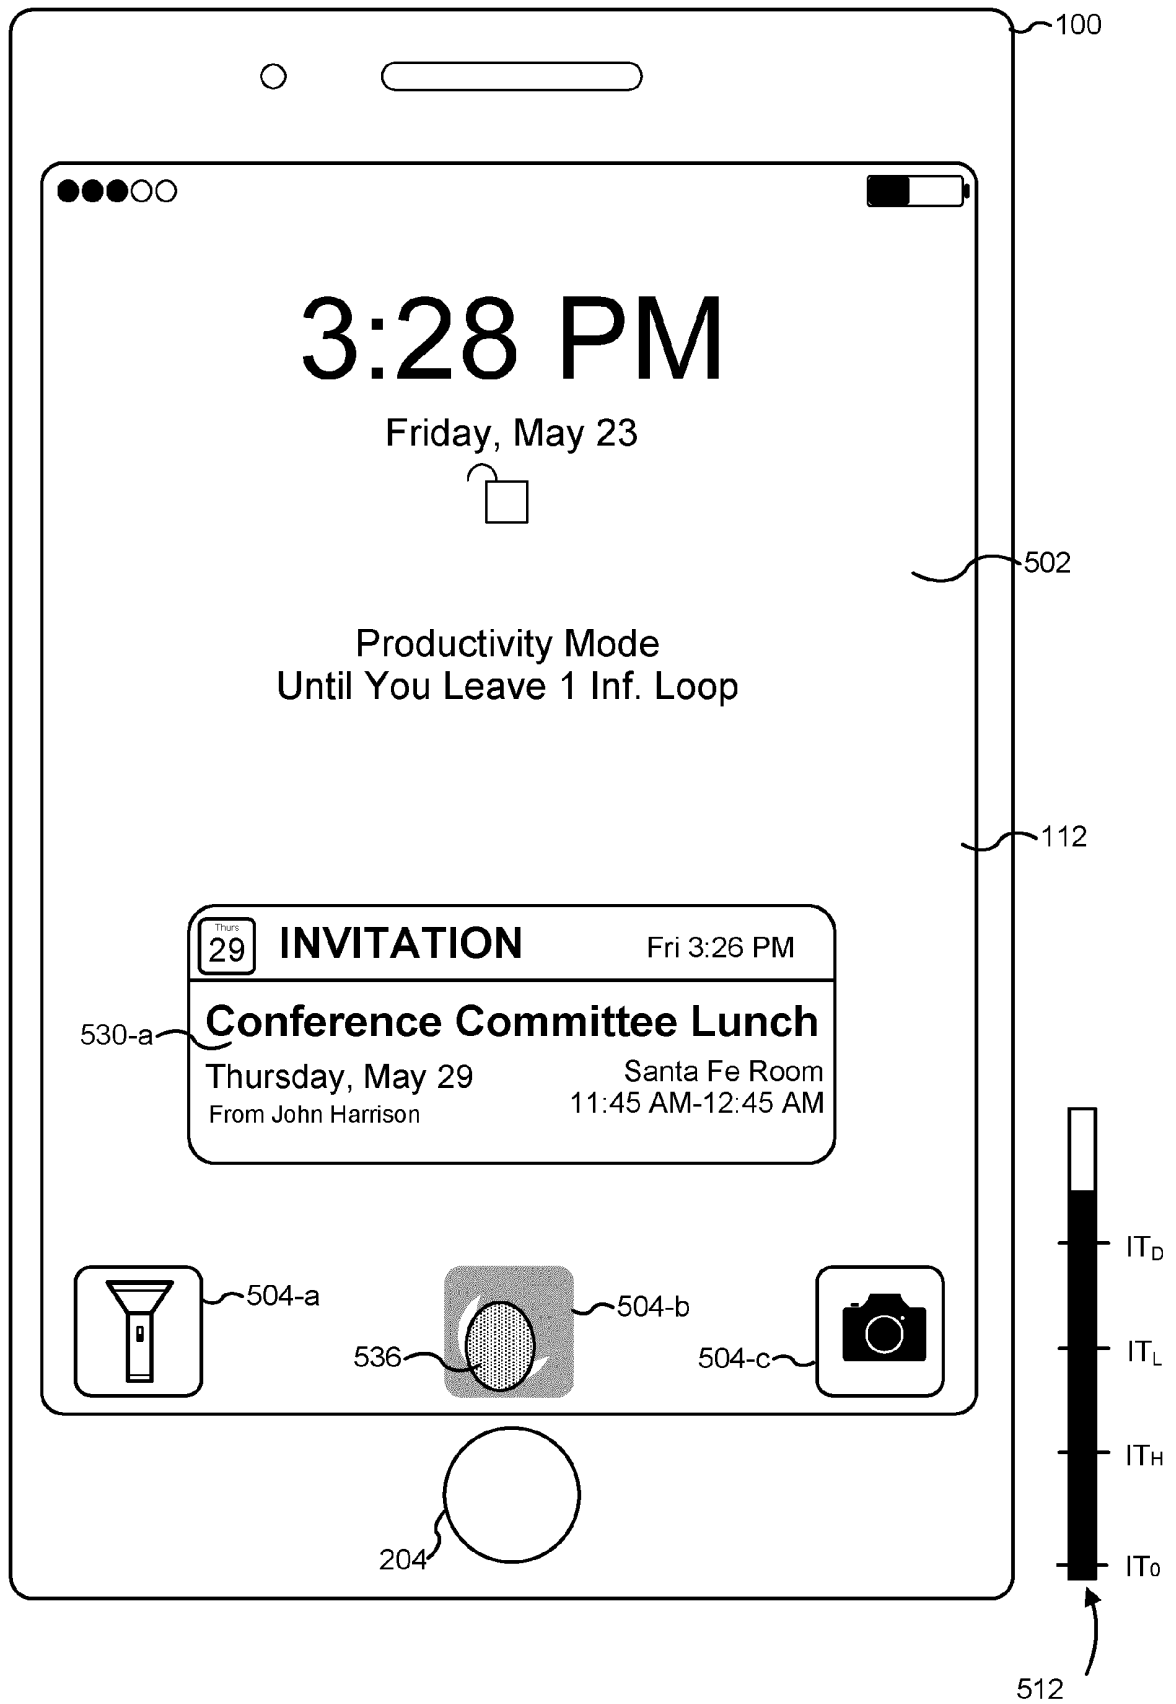 100
3:28 PM
Friday, May 23
502
Productivity Mode
Until You Leave 1 Inf. Loop
112
Thurs
29
INVITATION
Fri 3:26 PM
530-a
Conference Committee Lunch
Thursday, May 29
Santa Fe Room
From John Harrison
11:45 AM-12:45 AM
504-a
504-b
536
504-c
204
ITD
ITL
ITH
IT0
512